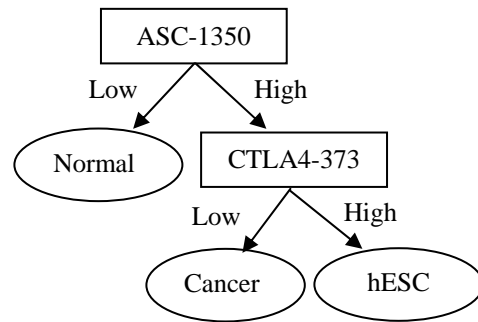 ASC-1350
Low High
Normal
CTLA4-373
Low High
Cancer hESC